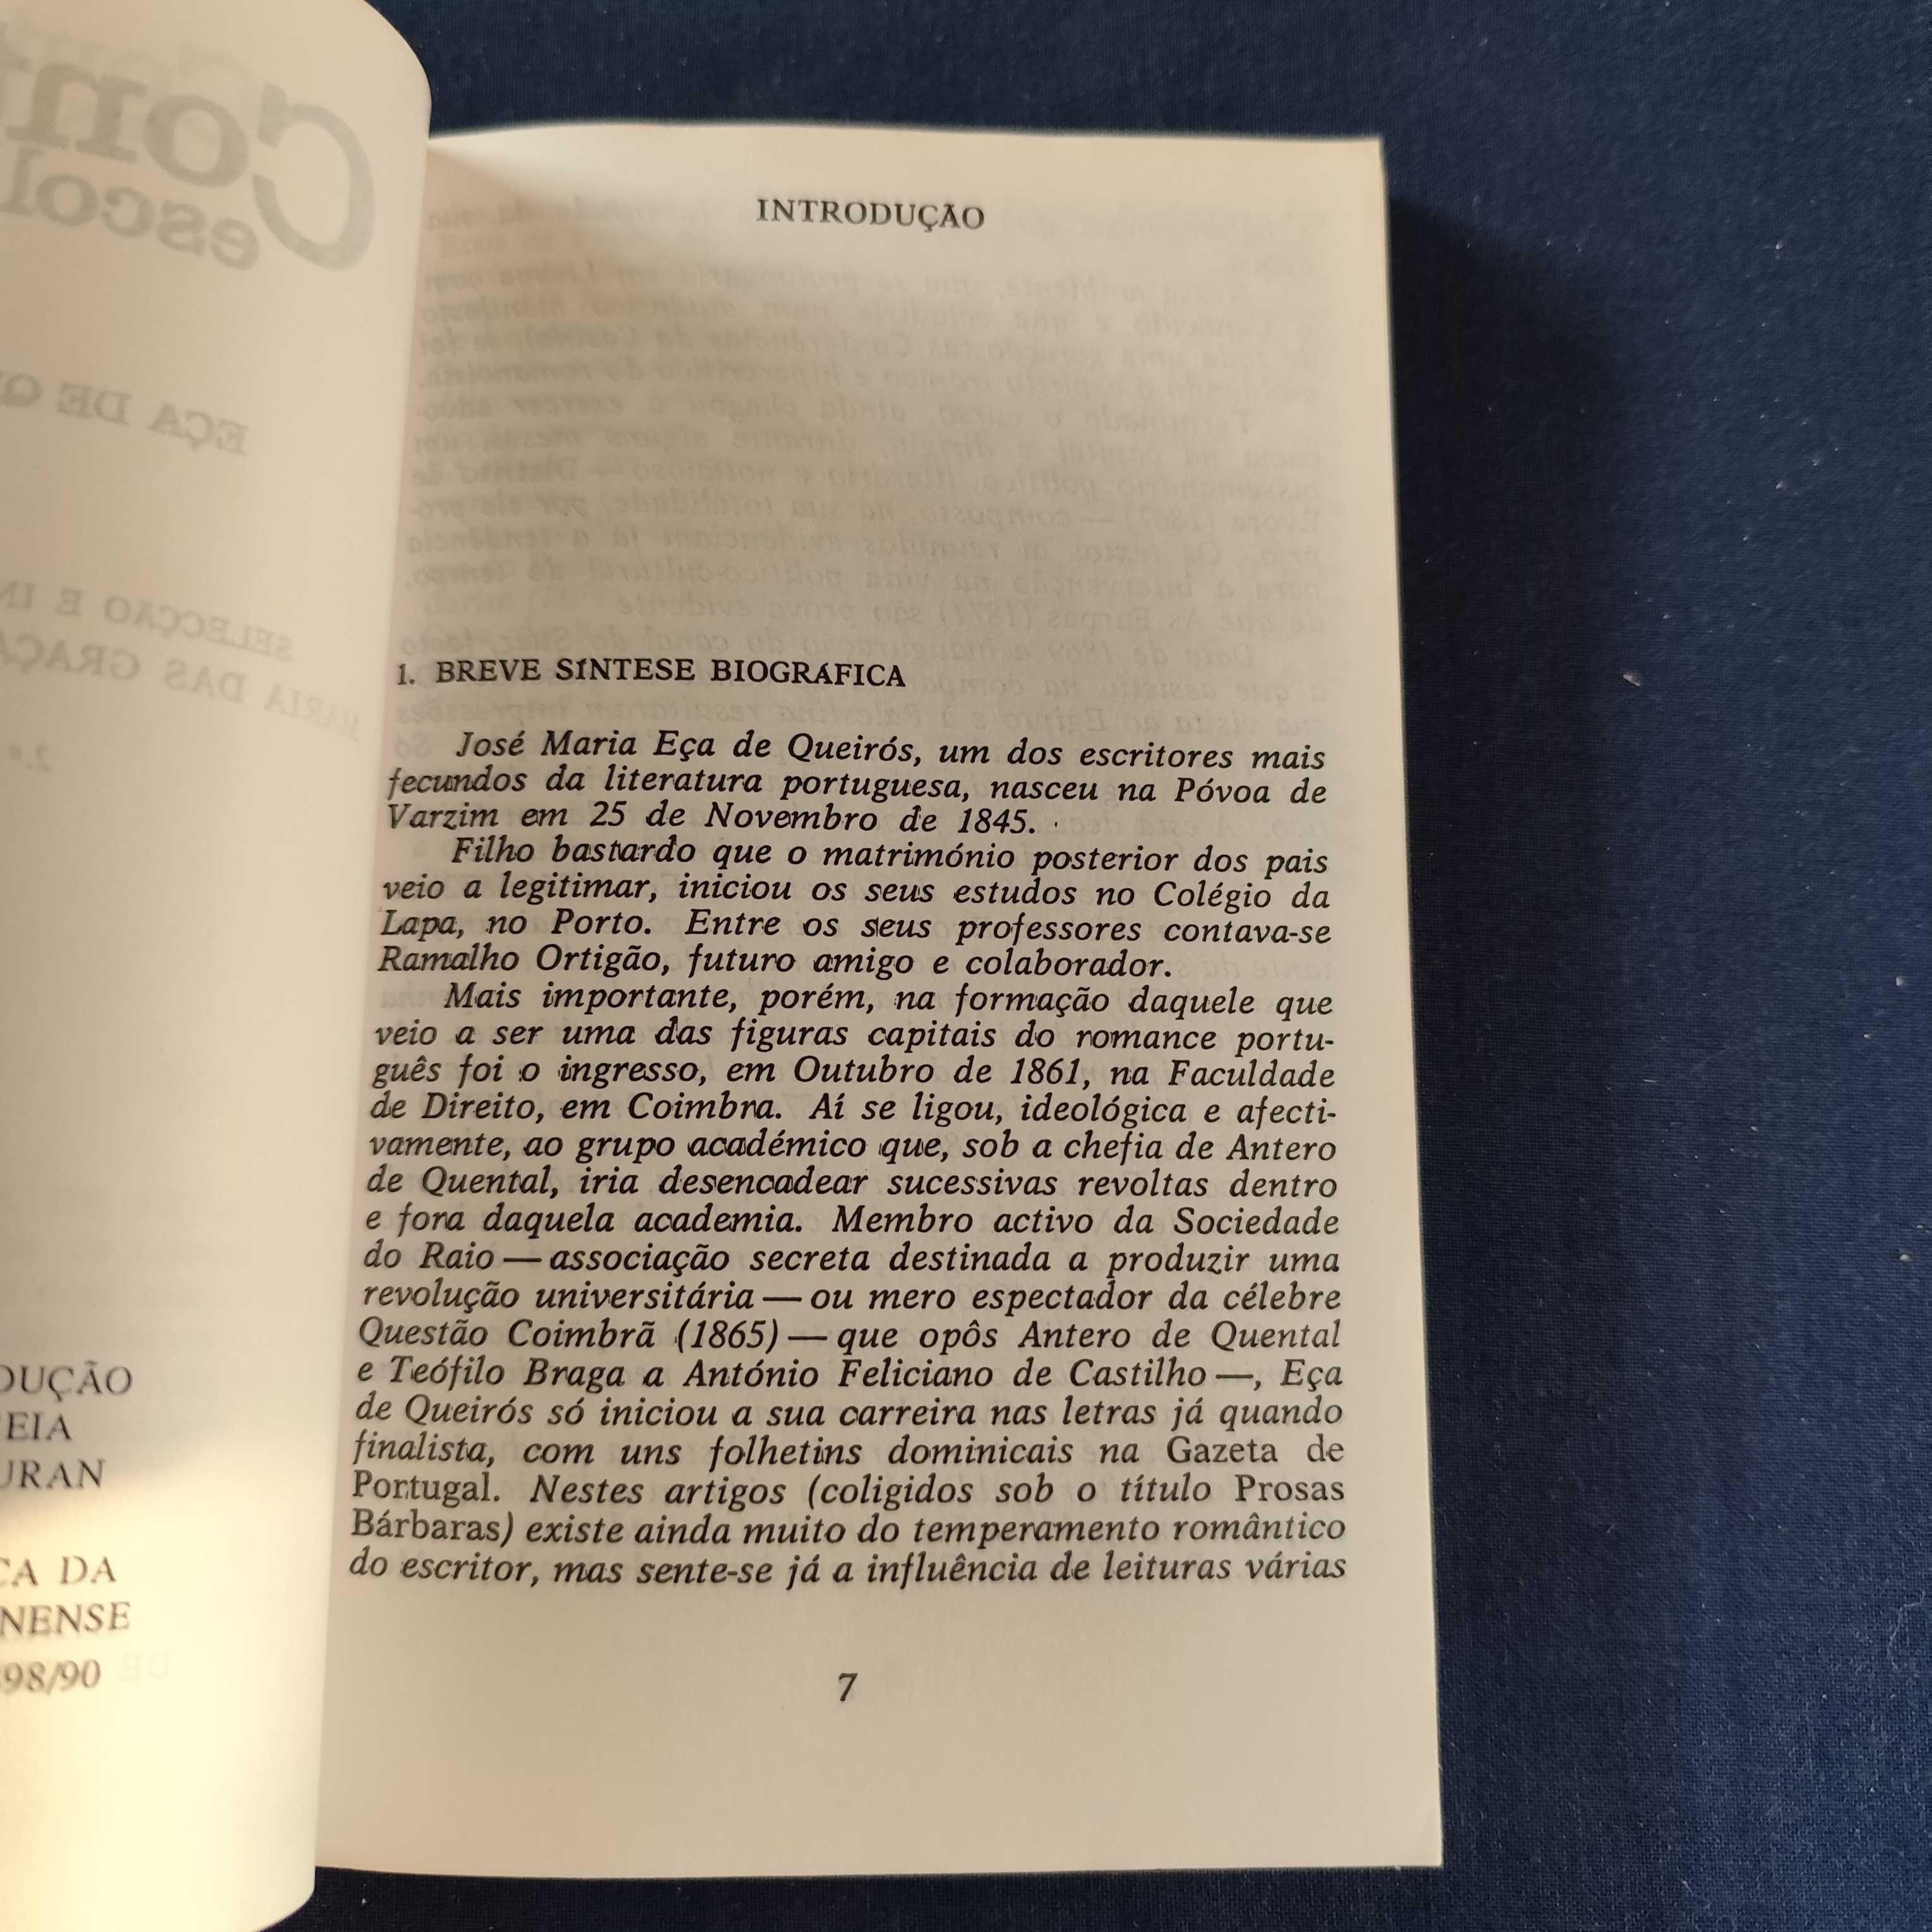 DUÇÃO
EIA
URAN
CA DA
NENSE
98/90
INTRODUÇÃO
1. BREVE SÍNTESE BIOGRÁFICA
José Maria Eça de Queirós, um dos escritores mais
fecundos da literatura portuguesa, nasceu na Póvoa de
Varzim em 25 de Novembro de 1845.
Filho bastardo que o matrimónio posterior dos pais
veio a legitimar, iniciou os seus estudos no Colégio da
Lapa, no Porto. Entre os seus professores contava-se
Ramalho Ortigão, futuro amigo e colaborador.
Mais importante, porém, na formação daquele que
veio a ser uma das figuras capitais do romance portu-
guês foi o ingresso, em Outubro de 1861, na Faculdade
de Direito, em Coimbra. Aí se ligou, ideológica e afecti-
vamente, ao grupo académico que, sob a chefia de Antero
de Quental, iria desencadear sucessivas revoltas dentro
e fora daquela academia. Membro activo da Sociedade
do Raio — associação secreta destinada a produzir uma
revolução universitária — ou mero espectador da célebre
Questão Coimbrã (1865) — que opôs Antero de Quental
e Teófilo Braga a António Feliciano de Castilho —, Eça
de Queirós só iniciou a sua carreira nas letras já quando
finalista, com uns folhetins dominicais na Gazeta de
Portugal. Nestes artigos (coligidos sob o título Prosas
Bárbaras) existe ainda muito do temperamento romântico
do escritor, mas sente-se já a influência de leituras várias
7